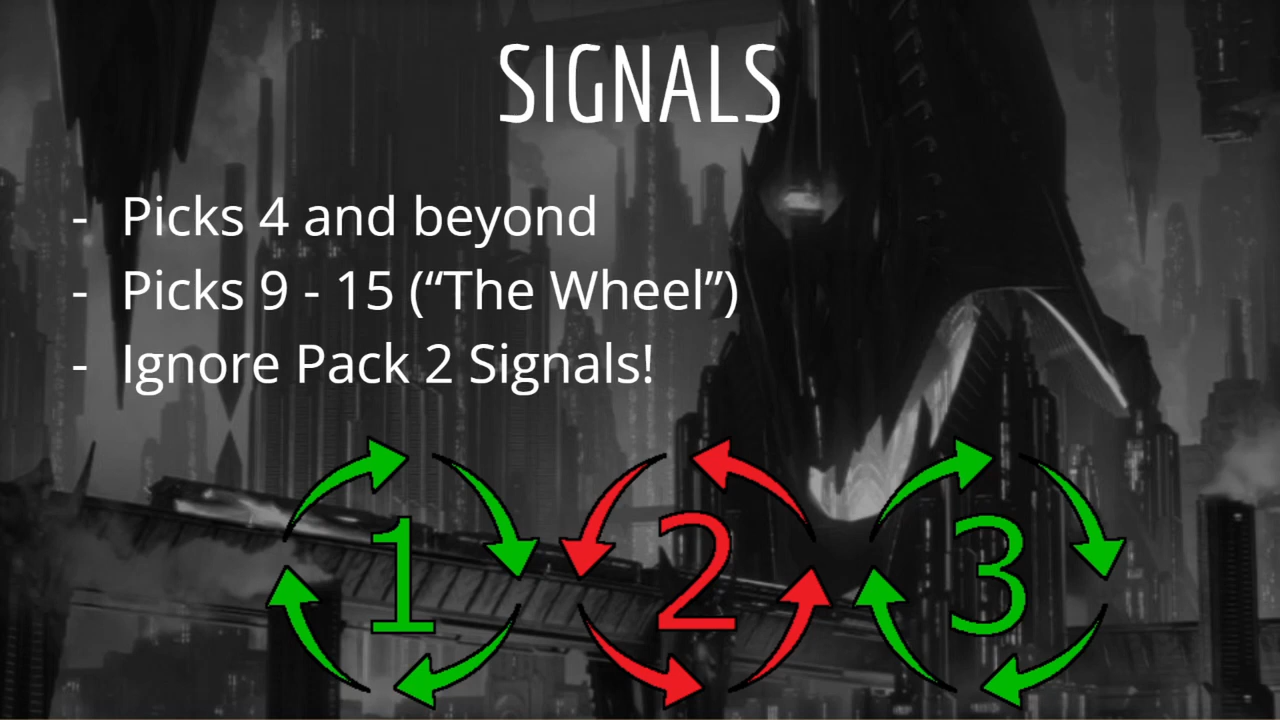 SIGNALS
- Picks 4 and beyond
- Picks 9 - 15 (“The Wheel”)
- Ignore Pack 2 Signals!
1 2 3